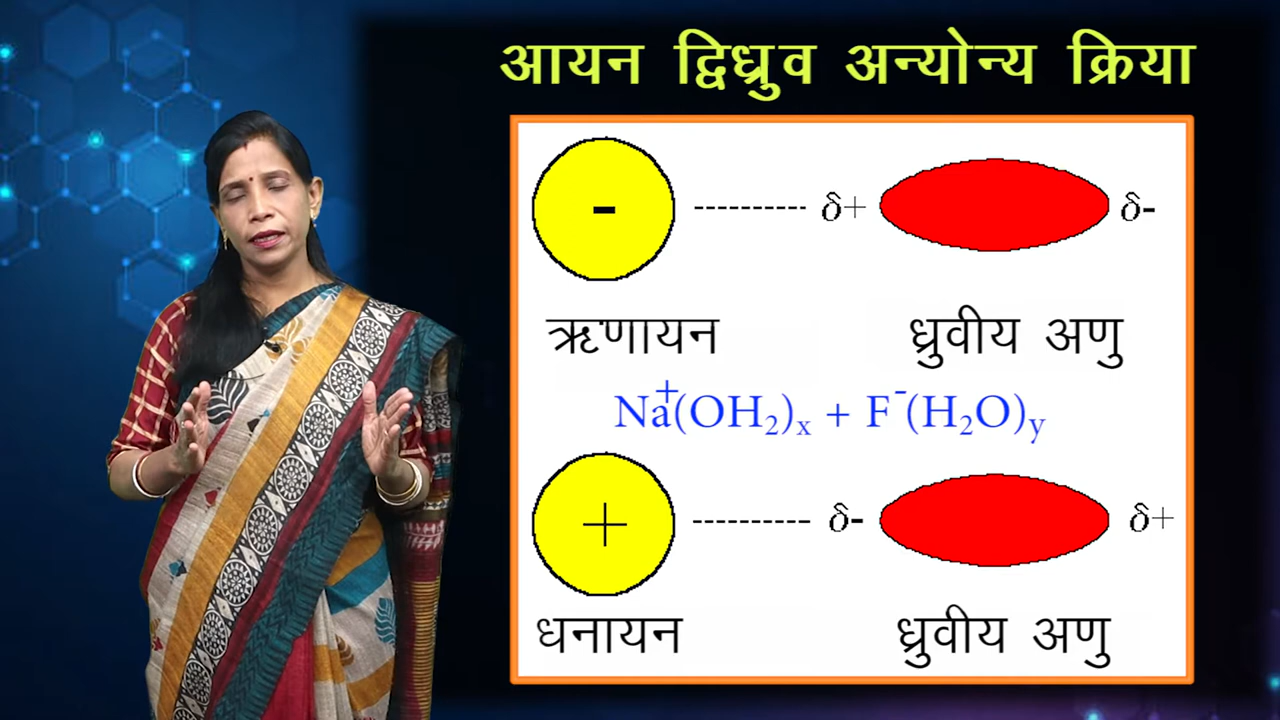 आयन द्विध्रुव अन्योन्य क्रिया
- ---------- δ+ δ-
ऋणायन ध्रुवीय अणु
Na⁺(OH₂)ₓ + F⁻(H₂O)ᵧ
+ ---------- δ- δ+
धनायन ध्रुवीय अणु